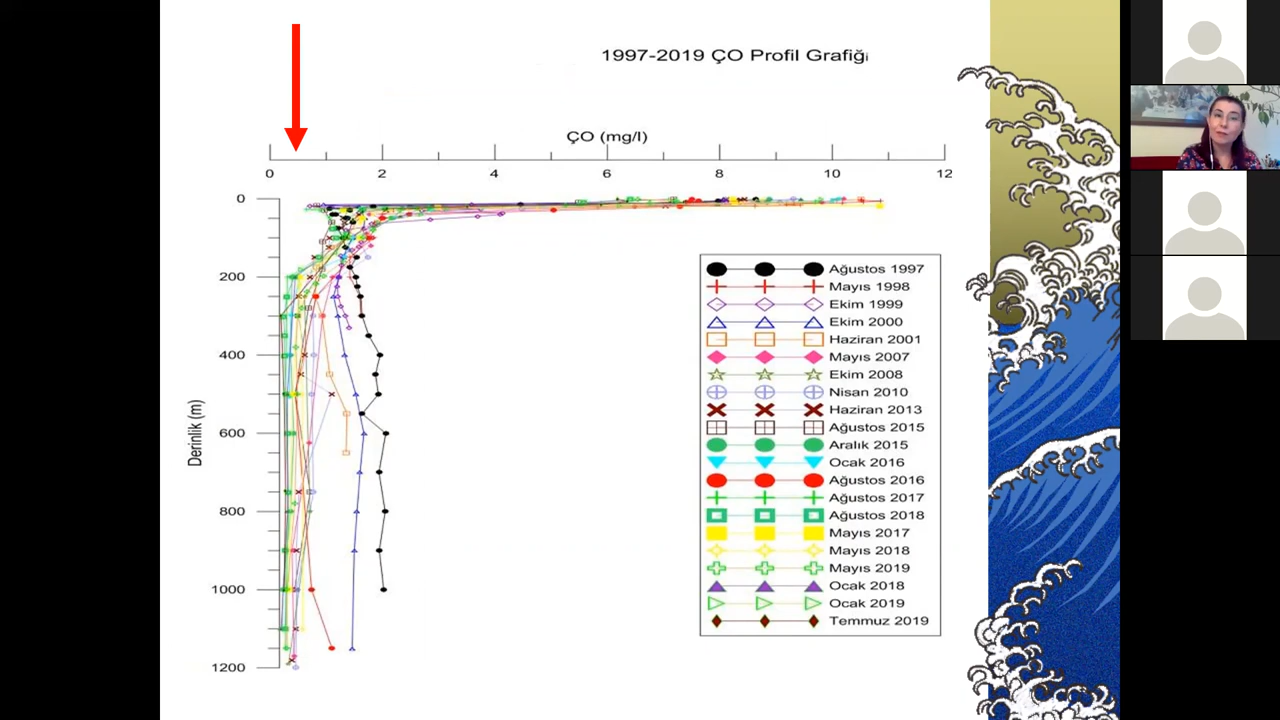 1997-2019 ÇO Profil Grafiği
ÇO (mg/l)
0 2 4 6 8 10 12
0
200
400
600
800
1000
1200
Derinlik (m)
Ağustos 1997
Mayıs 1998
Ekim 1999
Ekim 2000
Haziran 2001
Mayıs 2007
Ekim 2008
Nisan 2010
Haziran 2013
Ağustos 2015
Aralık 2015
Ocak 2016
Ağustos 2016
Ağustos 2017
Ağustos 2018
Mayıs 2017
Mayıs 2018
Mayıs 2019
Ocak 2018
Ocak 2019
Temmuz 2019